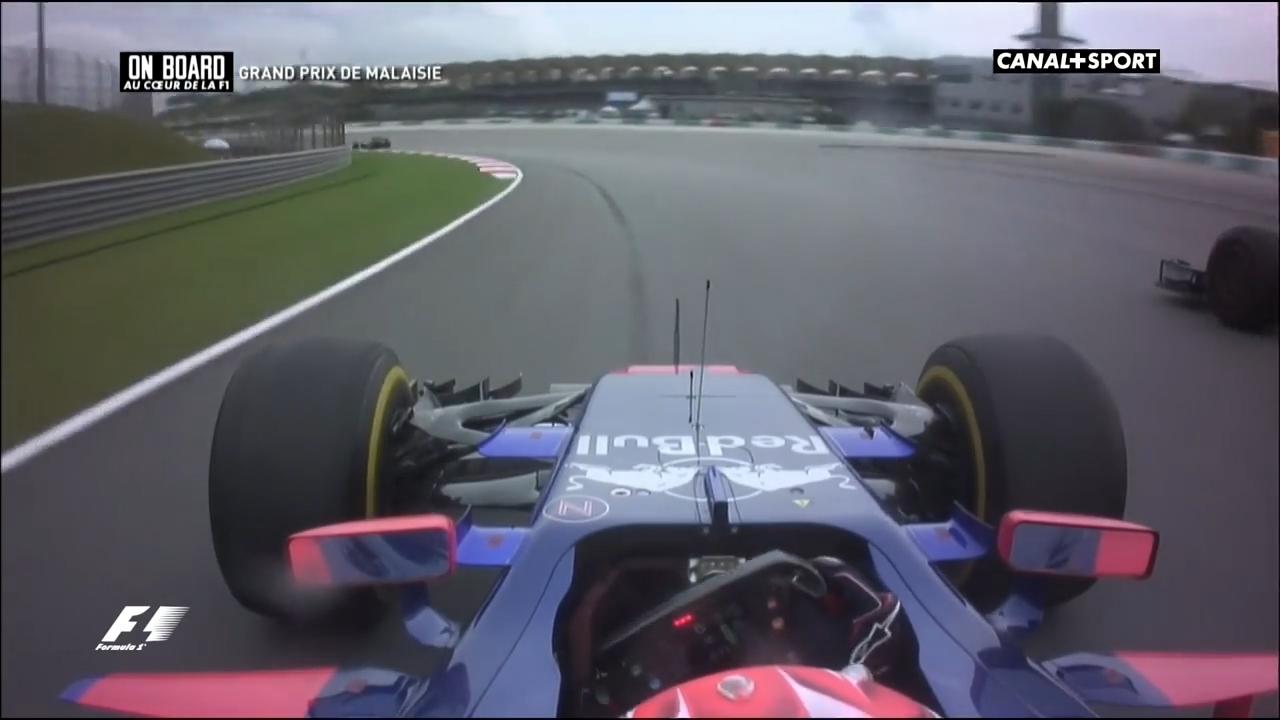 ON BOARD
AU CŒUR DE LA F1
GRAND PRIX DE MALAISIE
CANAL+SPORT
Red Bull
F1
Formula 1